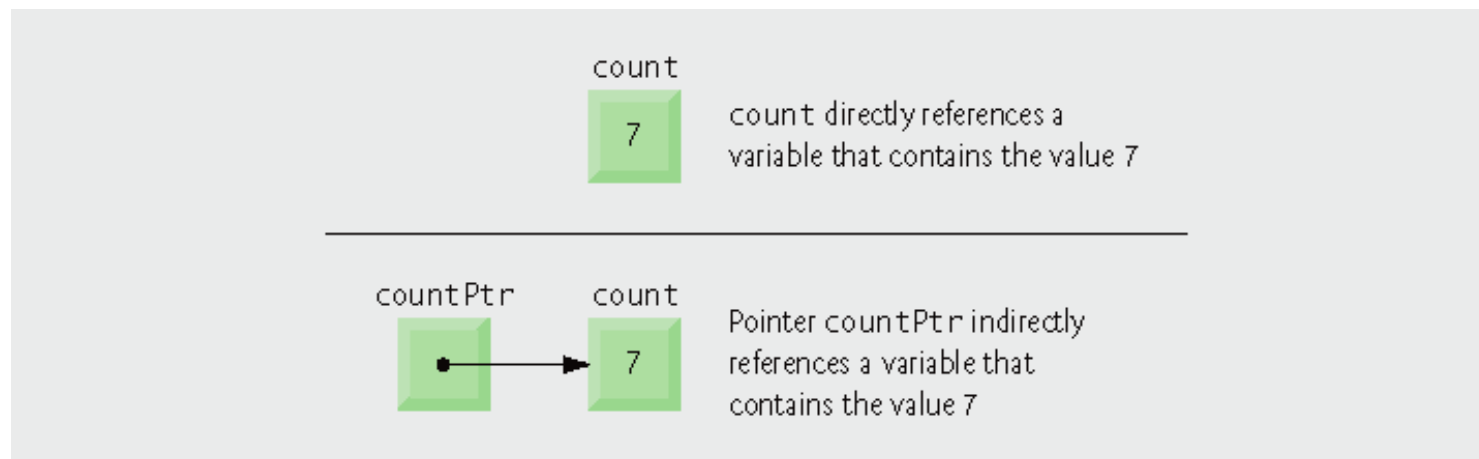 count
7
count directly references a
variable that contains the value 7
countPtr
count
7
Pointer countPtr indirectly
references a variable that
contains the value 7